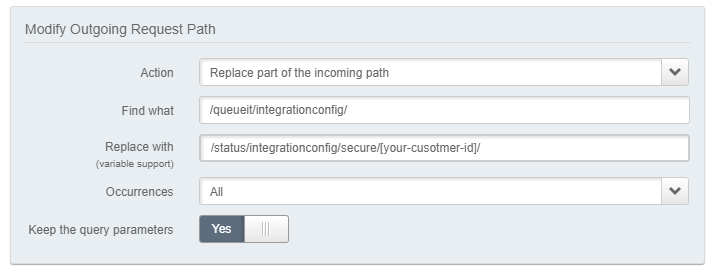 Modify Outgoing Request Path
Action Replace part of the incoming path
Find what /queueit/integrationconfig/
Replace with /status/integrationconfig/secure/[your-cusotmer-id]/
(variable support)
Occurrences All
Keep the query parameters Yes